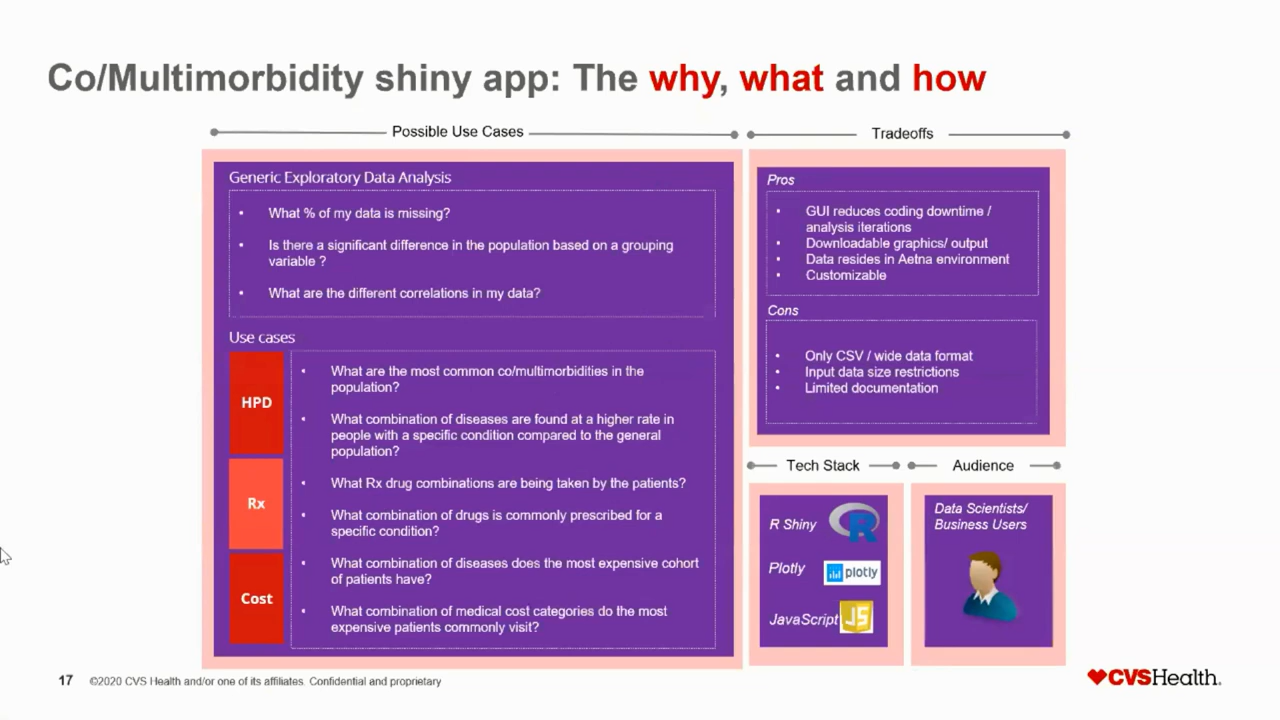 Co/Multimorbidity shiny app: The why, what and how
Possible Use Cases
Generic Exploratory Data Analysis
• What % of my data is missing?
• Is there a significant difference in the population based on a grouping
variable ?
• What are the different correlations in my data?
Use cases
HPD
• What are the most common co/multimorbidities in the
population?
• What combination of diseases are found at a higher rate in
people with a specific condition compared to the general
population?
Rx
• What Rx drug combinations are being taken by the patients?
• What combination of drugs is commonly prescribed for a
specific condition?
Cost
• What combination of diseases does the most expensive cohort
of patients have?
• What combination of medical cost categories do the most
expensive patients commonly visit?
Tradeoffs
Pros
• GUI reduces coding downtime /
analysis iterations
• Downloadable graphics/ output
• Data resides in Aetna environment
• Customizable
Cons
• Only CSV / wide data format
• Input data size restrictions
• Limited documentation
Tech Stack
R Shiny R
Plotly plotly
JavaScript JS
Audience
Data Scientists/
Business Users
17 ©2020 CVS Health and/or one of its affiliates. Confidential and proprietary
CVSHealth.